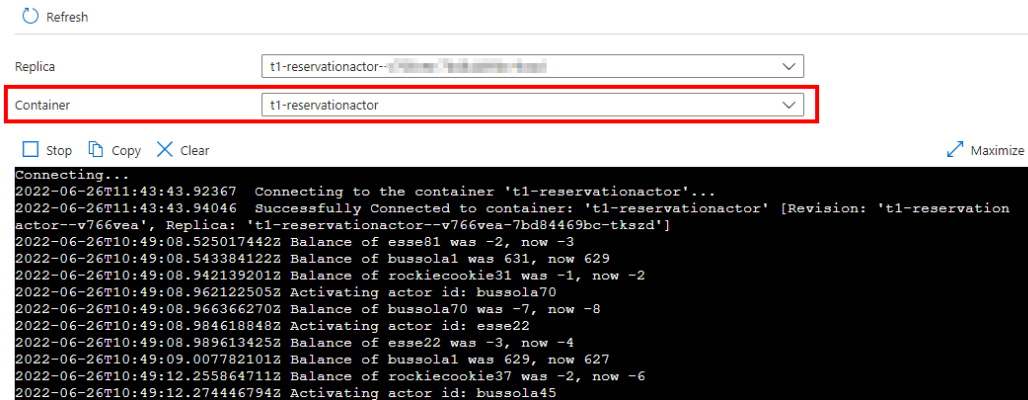 Refresh
Replica
t1-reservationactor--
Container
t1-reservationactor
Stop Copy Clear Maximize
Connecting...
2022-06-26T11:43:43.92367  Connecting to the container 't1-reservationactor'...
2022-06-26T11:43:43.94046  Successfully Connected to container: 't1-reservationactor' [Revision: 't1-reservation
actor--v766vea', Replica: 't1-reservationactor--v766vea-7bd84469bc-tkszd']
2022-06-26T10:49:08.525017442Z Balance of esse81 was -2, now -3
2022-06-26T10:49:08.543384122Z Balance of bussola1 was 631, now 629
2022-06-26T10:49:08.942139201Z Balance of rockiecookie31 was -1, now -2
2022-06-26T10:49:08.962122505Z Activating actor id: bussola70
2022-06-26T10:49:08.966366270Z Balance of bussola70 was -7, now -8
2022-06-26T10:49:08.984618848Z Activating actor id: esse22
2022-06-26T10:49:08.989613425Z Balance of esse22 was -3, now -4
2022-06-26T10:49:09.007782101Z Balance of bussola1 was 629, now 627
2022-06-26T10:49:12.255864711Z Balance of rockiecookie37 was -2, now -6
2022-06-26T10:49:12.274446794Z Activating actor id: bussola45